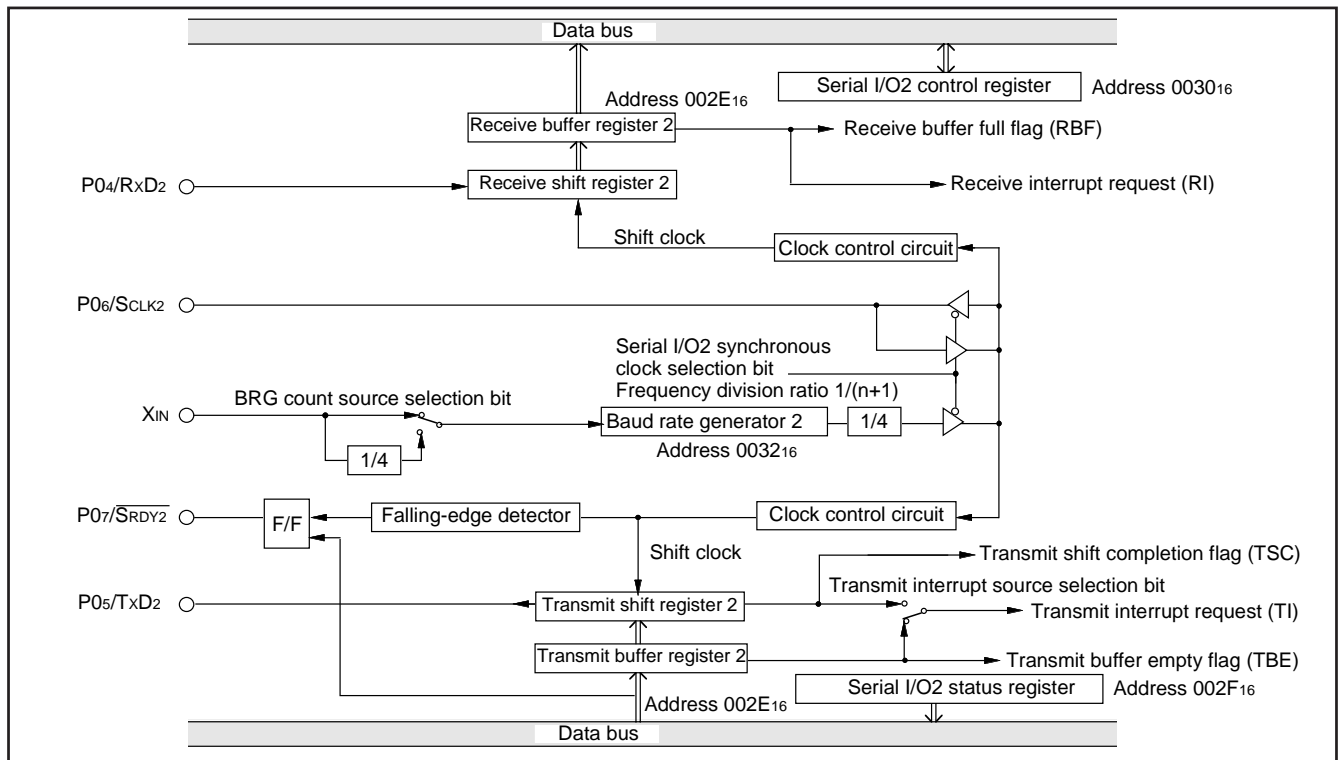 Data bus
Serial I/O2 control register
Address 0030₁₆
Address 002E₁₆
Receive buffer register 2
Receive buffer full flag (RBF)
P0₄/RxD₂
Receive shift register 2
Receive interrupt request (RI)
Shift clock
Clock control circuit
P0₆/SCLK2
Serial I/O2 synchronous
clock selection bit
Frequency division ratio 1/(n+1)
BRG count source selection bit
XIN
Baud rate generator 2
1/4
Address 0032₁₆
1/4
P0₇/S̅R̅D̅Y̅2̅
F/F
Falling-edge detector
Clock control circuit
Shift clock
Transmit shift completion flag (TSC)
Transmit interrupt source selection bit
P0₅/TxD₂
Transmit shift register 2
Transmit interrupt request (TI)
Transmit buffer register 2
Transmit buffer empty flag (TBE)
Address 002E₁₆
Serial I/O2 status register
Address 002F₁₆
Data bus